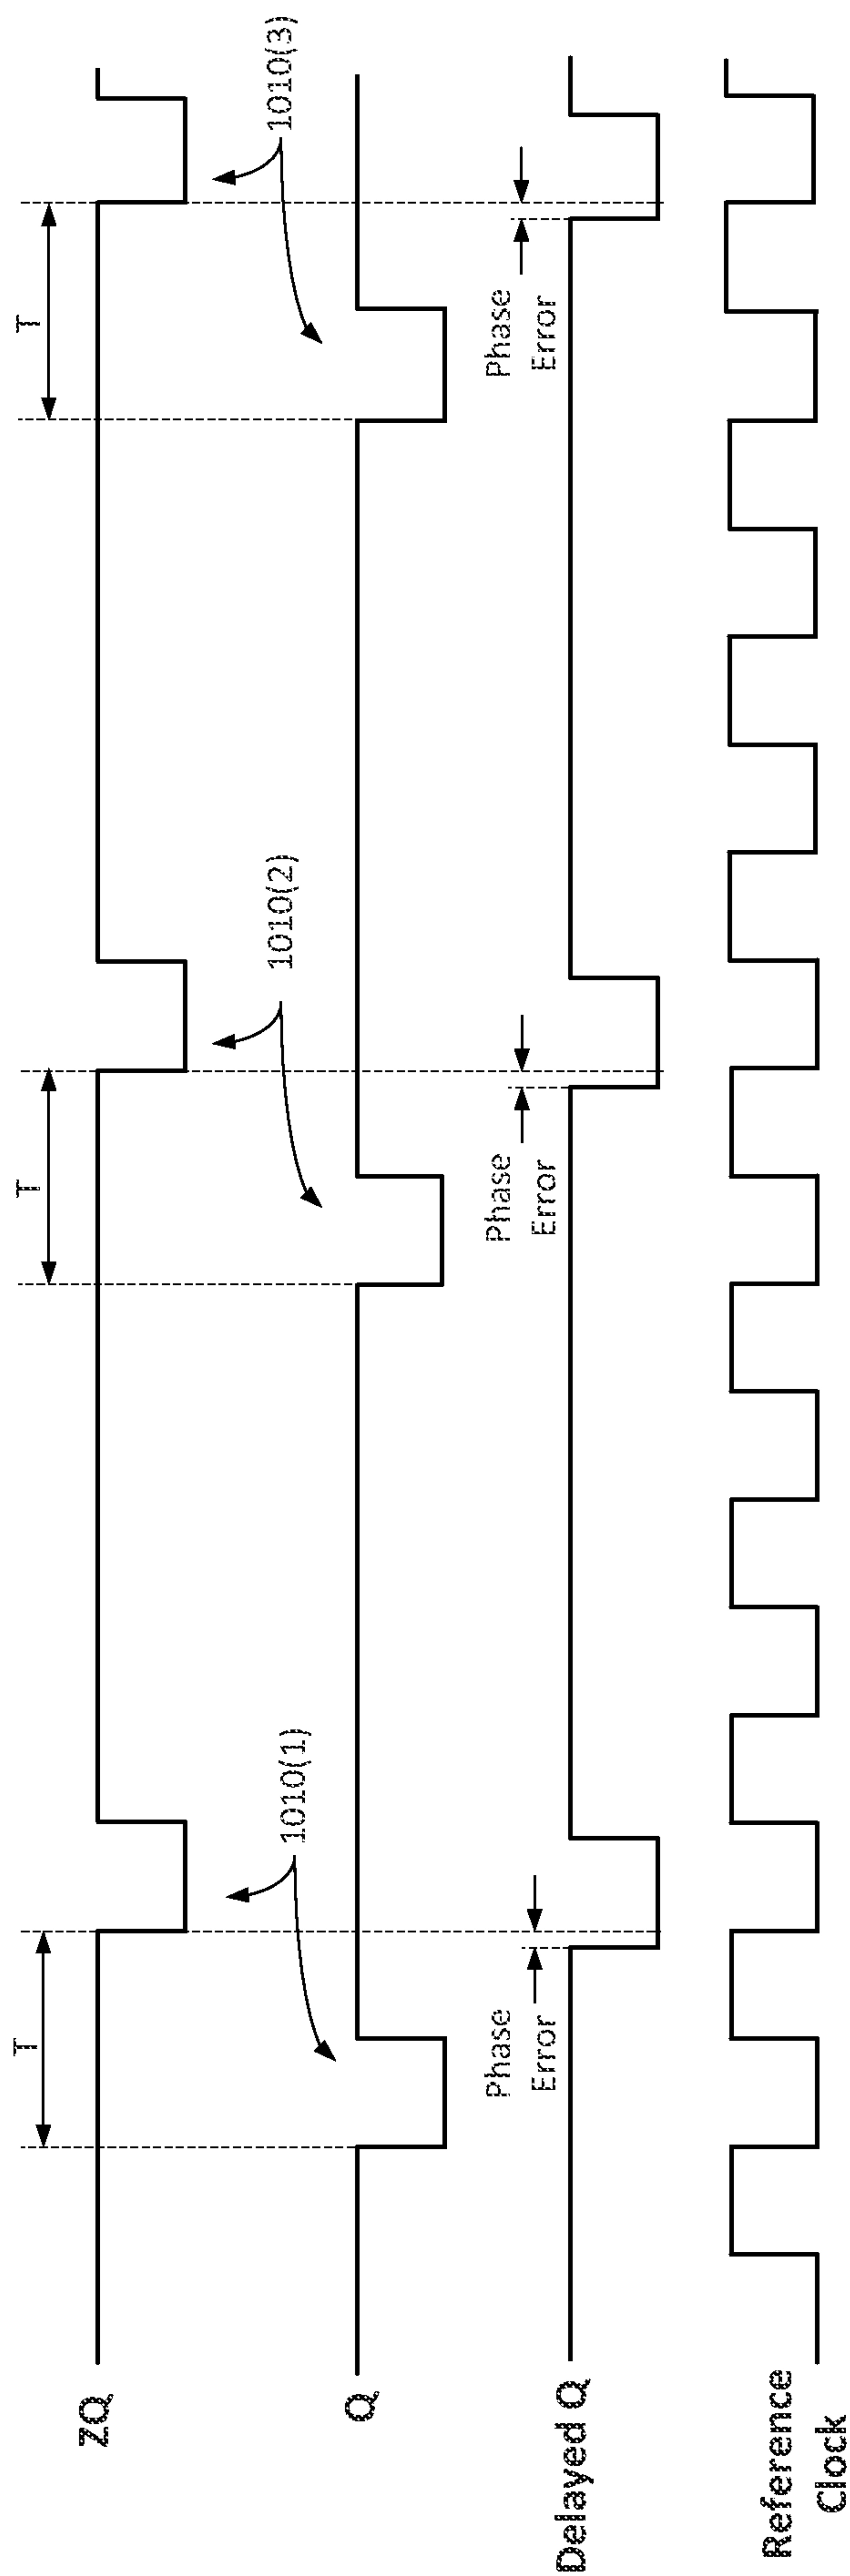 T
T
T
ZQ
1010(1)
1010(2)
1010(3)
Q
Phase
Error
Phase
Error
Phase
Error
Delayed Q
Reference
Clock